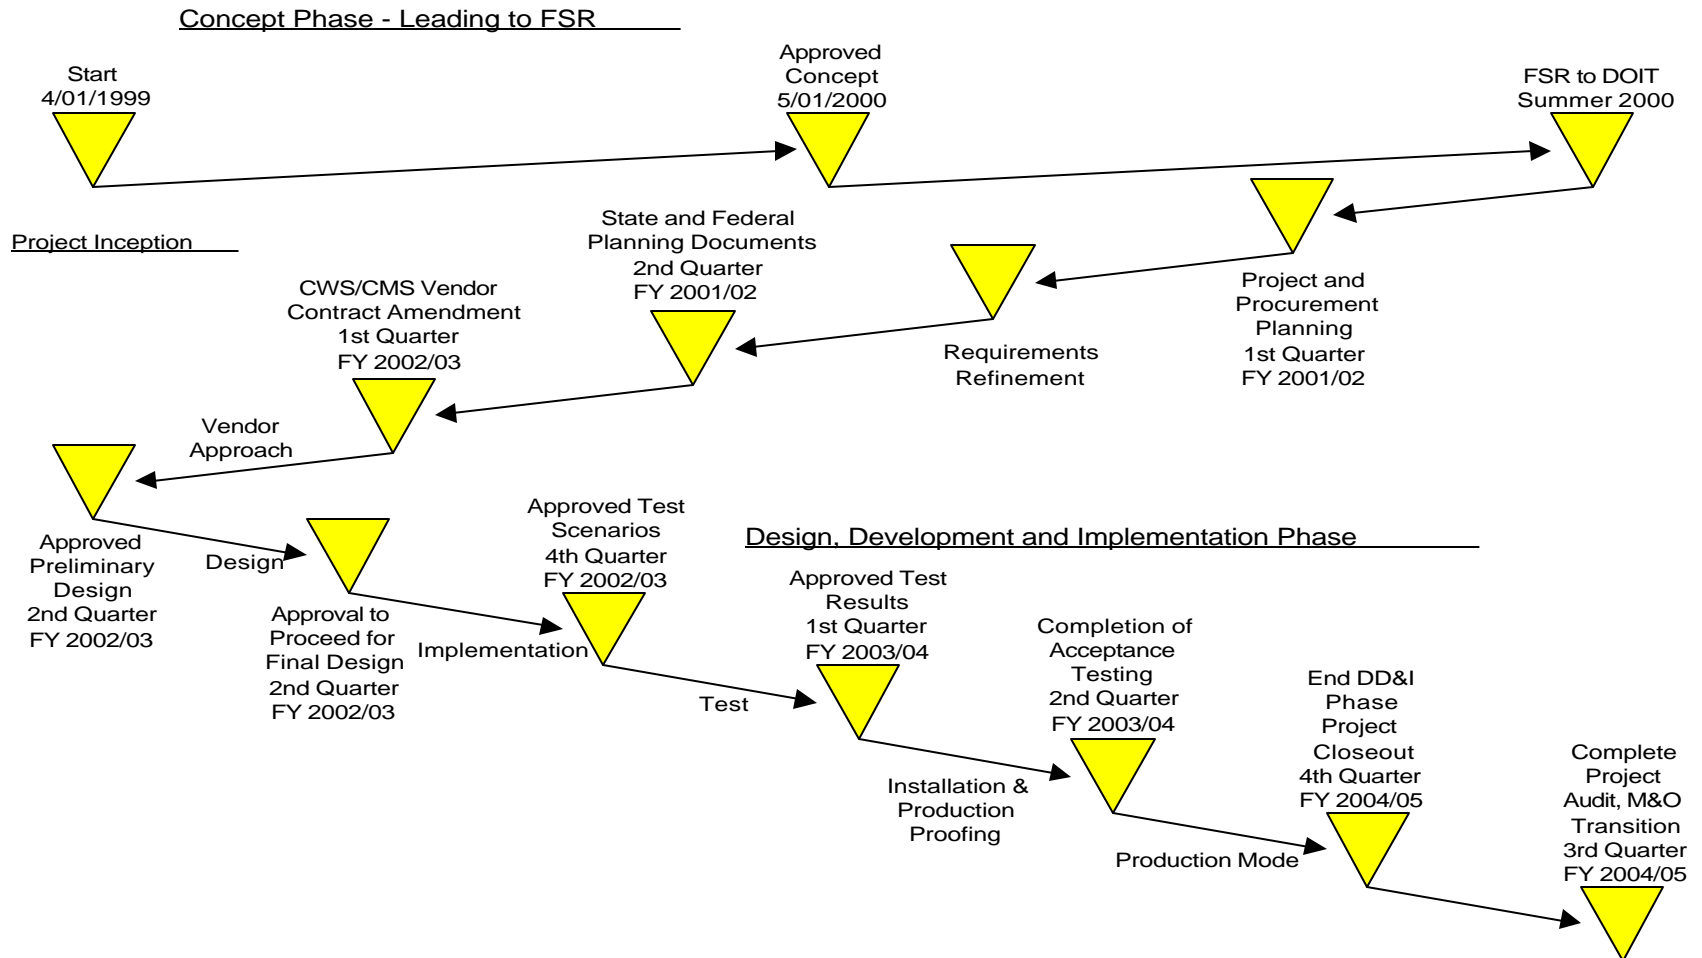 Concept Phase - Leading to FSR
Start
4/01/1999
Approved
Concept
5/01/2000
FSR to DOIT
Summer 2000
Project Inception
Project and
Procurement
Planning
1st Quarter
FY 2001/02
Requirements
Refinement
State and Federal
Planning Documents
2nd Quarter
FY 2001/02
CWS/CMS Vendor
Contract Amendment
1st Quarter
FY 2002/03
Vendor
Approach
Approved
Preliminary
Design
2nd Quarter
FY 2002/03
Design
Approval to
Proceed for
Final Design
2nd Quarter
FY 2002/03
Implementation
Approved Test
Scenarios
4th Quarter
FY 2002/03
Design, Development and Implementation Phase
Test
Approved Test
Results
1st Quarter
FY 2003/04
Installation &
Production
Proofing
Completion of
Acceptance
Testing
2nd Quarter
FY 2003/04
Production Mode
End DD&I
Phase
Project
Closeout
4th Quarter
FY 2004/05
Complete
Project
Audit, M&O
Transition
3rd Quarter
FY 2004/05